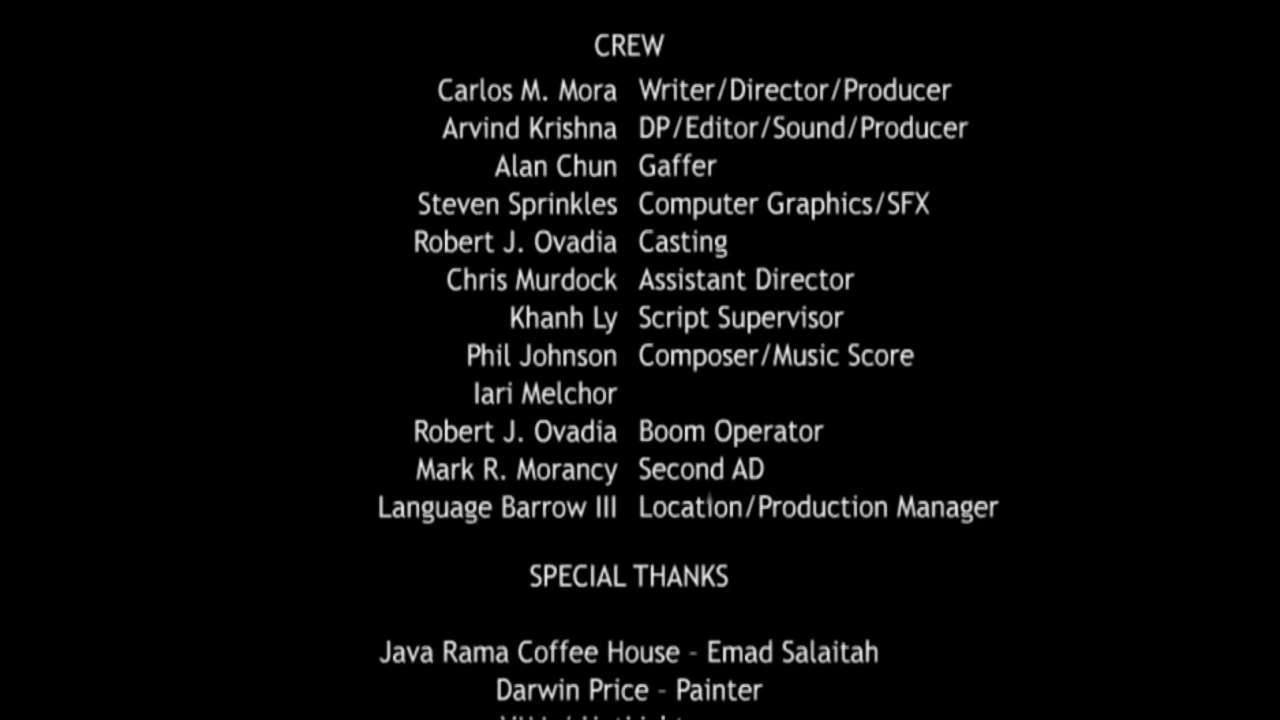 CREW
Carlos M. Mora Writer/Director/Producer
Arvind Krishna DP/Editor/Sound/Producer
Alan Chun Gaffer
Steven Sprinkles Computer Graphics/SFX
Robert J. Ovadia Casting
Chris Murdock Assistant Director
Khanh Ly Script Supervisor
Phil Johnson Composer/Music Score
Iari Melchor
Robert J. Ovadia Boom Operator
Mark R. Morancy Second AD
Language Barrow III Location/Production Manager
SPECIAL THANKS
Java Rama Coffee House - Emad Salaitah
Darwin Price - Painter